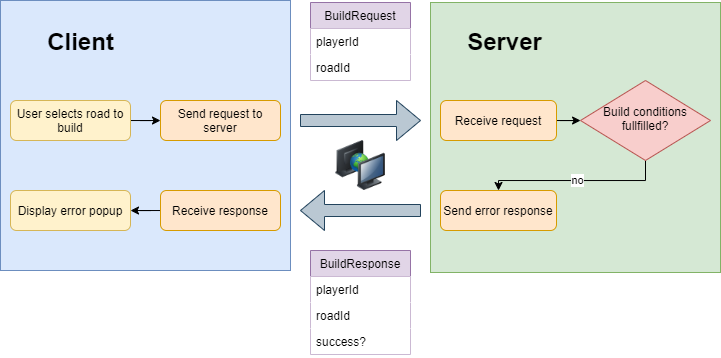 Client
User selects road to
build
Send request to
server
Display error popup
Receive response
BuildRequest
playerId
roadId
BuildResponse
playerId
roadId
success?
Server
Receive request
Build conditions
fullfilled?
no
Send error response